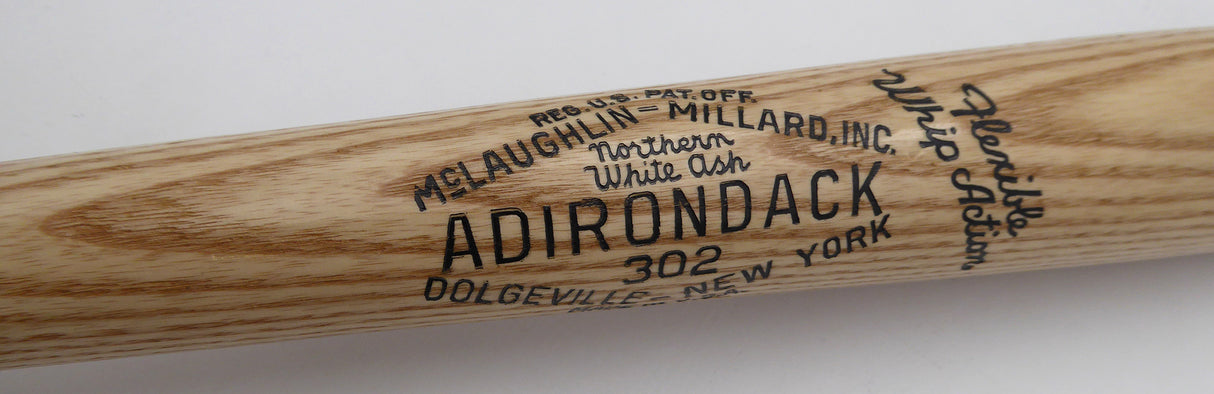 REG. U.S. PAT. OFF.
McLAUGHLIN-MILLARD, INC.
Northern
White Ash
ADIRONDACK
302
DOLGEVILLE-NEW YORK
Flexible
Whip Action